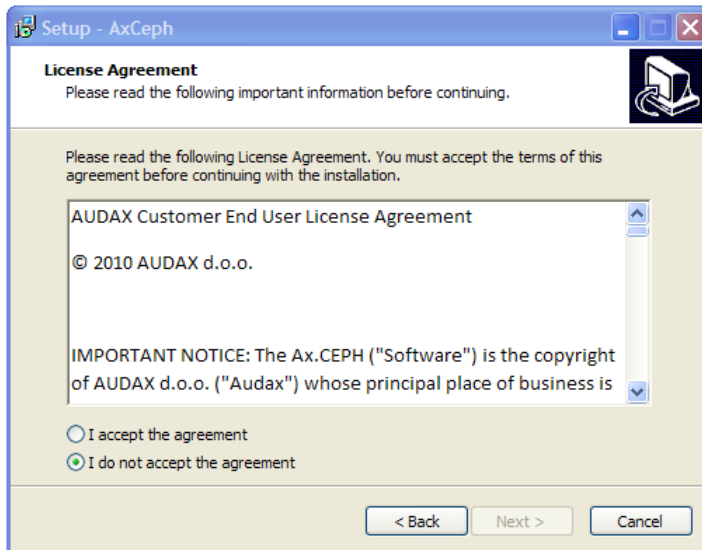 Setup - AxCeph
License Agreement
Please read the following important information before continuing.
Please read the following License Agreement. You must accept the terms of this
agreement before continuing with the installation.
AUDAX Customer End User License Agreement
© 2010 AUDAX d.o.o.
IMPORTANT NOTICE: The Ax.CEPH ("Software") is the copyright
of AUDAX d.o.o. ("Audax") whose principal place of business is
I accept the agreement
I do not accept the agreement
< Back
Next >
Cancel